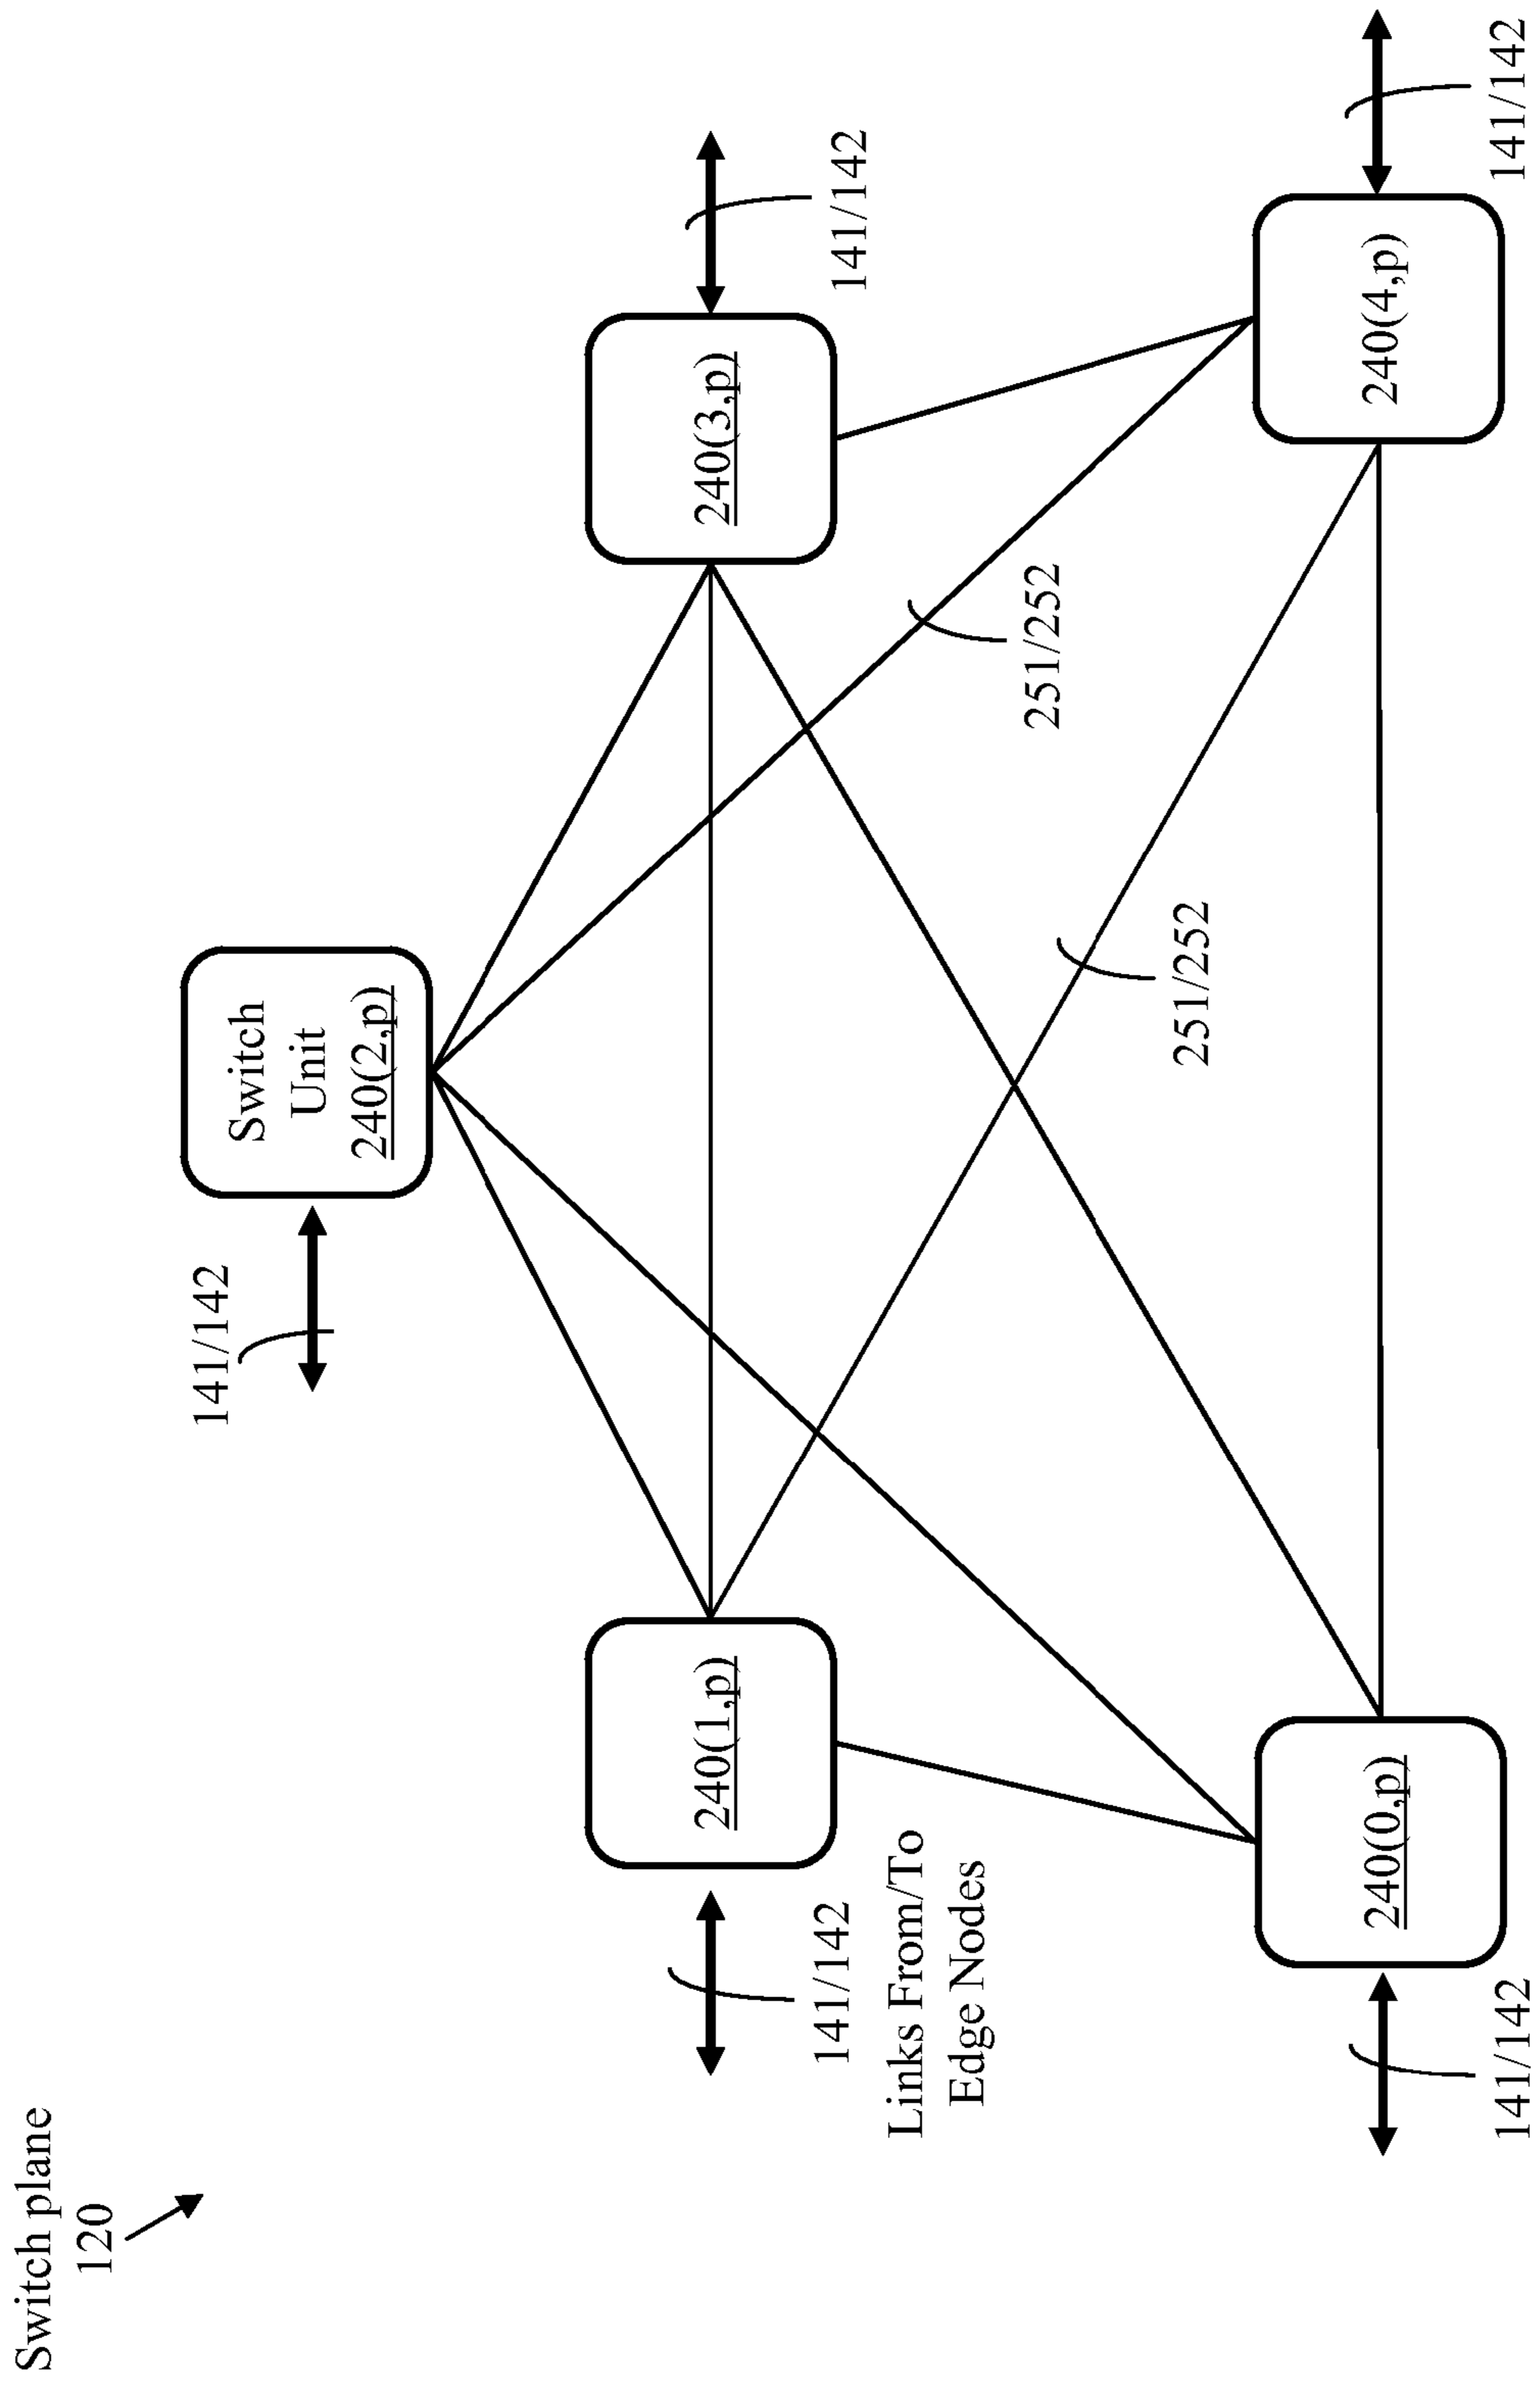 Switch plane
120
141/142
Switch
Unit
240(2,p)
240(1,p)
240(3,p)
141/142
141/142
Links From/To
Edge Nodes
251/252
251/252
240(0,p)
240(4,p)
141/142
141/142